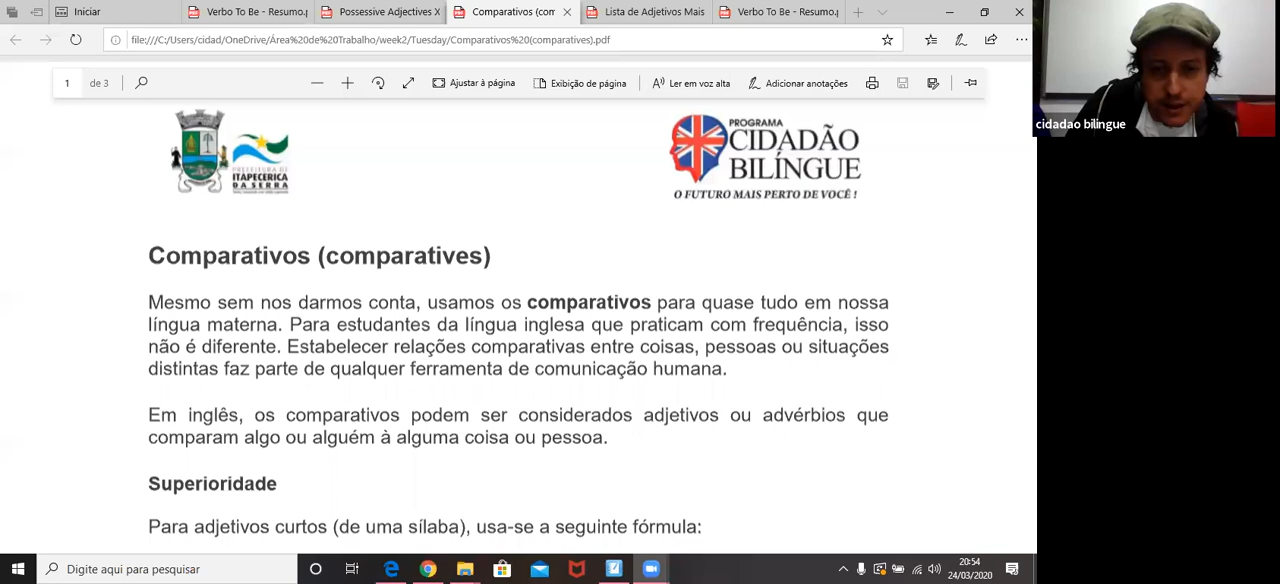 Iniciar
Verbo To Be - Resumo.p
Possessive Adjectives X
Comparativos (com
Lista de Adjetivos Mais
Verbo To Be - Resumo.p
file:///C:/Users/cidad/OneDrive/Área%20de%20Trabalho/week2/Tuesday/Comparativos%20(comparatives).pdf
1 de 3
Ajustar à página
Exibição de página
Ler em voz alta
Adicionar anotações
cidadao bilingue
PREFEITURA DE
ITAPECERICA
DA SERRA
PROGRAMA
CIDADÃO
BILÍNGUE
O FUTURO MAIS PERTO DE VOCÊ !
Comparativos (comparatives)
Mesmo sem nos darmos conta, usamos os comparativos para quase tudo em nossa
língua materna. Para estudantes da língua inglesa que praticam com frequência, isso
não é diferente. Estabelecer relações comparativas entre coisas, pessoas ou situações
distintas faz parte de qualquer ferramenta de comunicação humana.
Em inglês, os comparativos podem ser considerados adjetivos ou advérbios que
comparam algo ou alguém à alguma coisa ou pessoa.
Superioridade
Para adjetivos curtos (de uma sílaba), usa-se a seguinte fórmula:
Digite aqui para pesquisar
20:54
24/03/2020